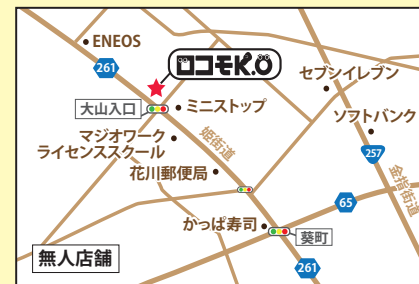 ENEOS
261
ロコモK.O
セブンイレブン
大山入口
ミニストップ
ソフトバンク
マジオワーク
ライセンススクール
姫街道
257
花川郵便局
金指街道
65
かっぱ寿司
葵町
無人店舗
261